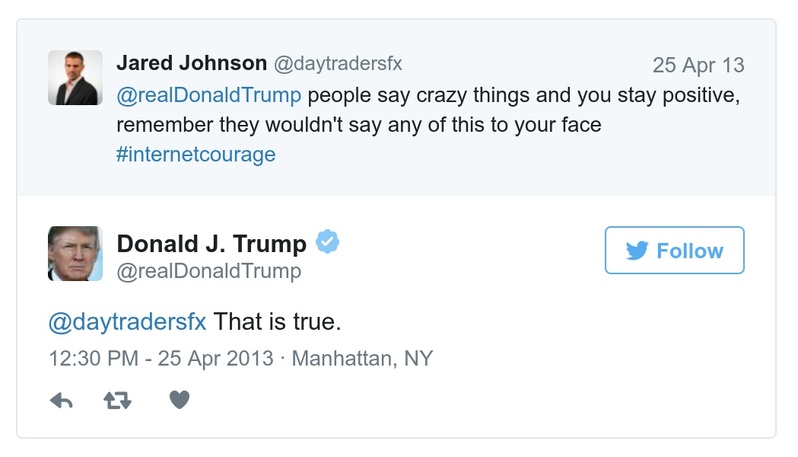 Jared Johnson @daytradersfx 25 Apr 13
@realDonaldTrump people say crazy things and you stay positive,
remember they wouldn't say any of this to your face
#internetcourage
Donald J. Trump
Follow
@realDonaldTrump
@daytradersfx That is true.
12:30 PM - 25 Apr 2013 · Manhattan, NY